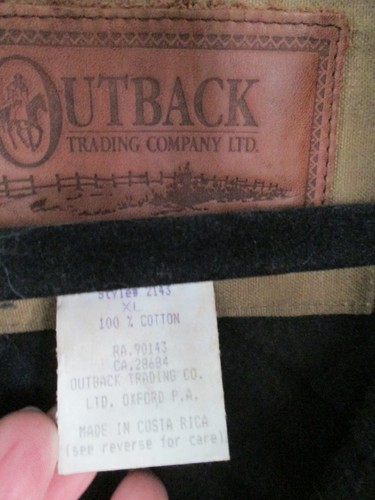 OUTBACK
TRADING COMPANY LTD.
Style# 2143
XL
100 % COTTON
RA.90143
CA.28684
OUTBACK TRADING CO.
LTD. OXFORD P.A.
MADE IN COSTA RICA
(see reverse for care)